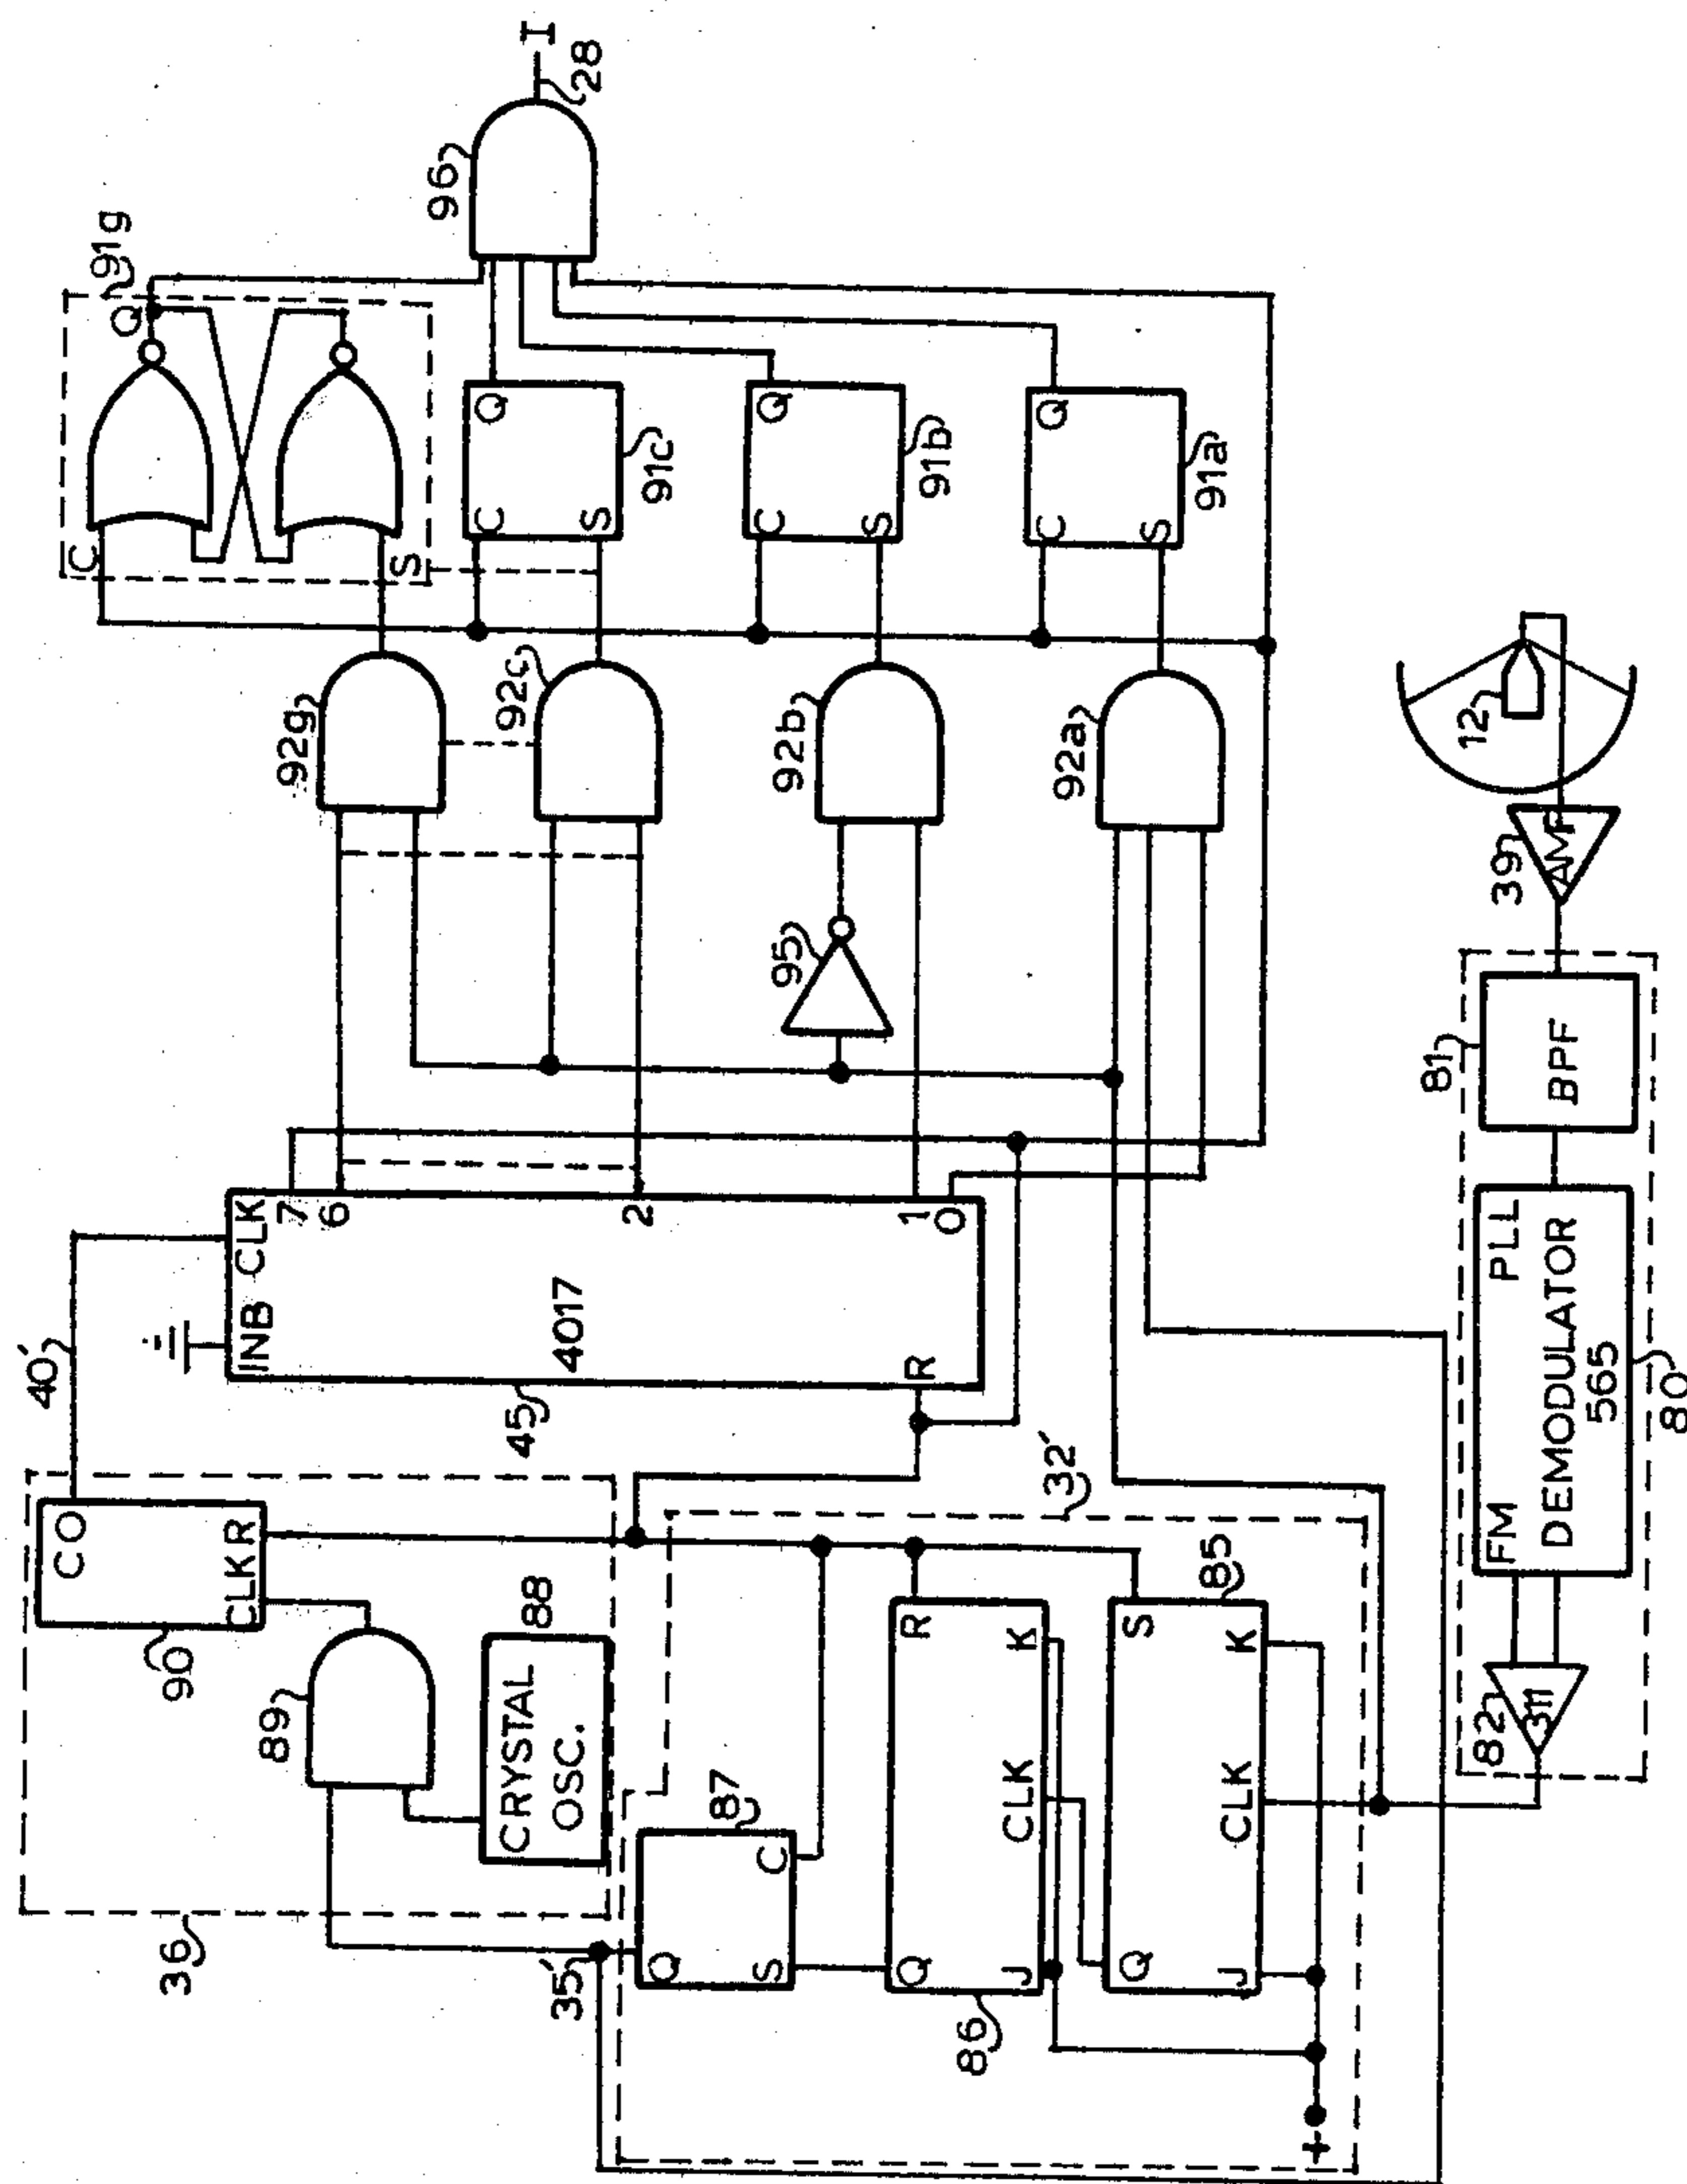 I
28
96
91g
Q
C
S
Q
C
S
91c
Q
C
S
91b
Q
C
S
91a
92g
92c
92b
92a
95
12
39
AMP
81
BPF
PLL
FM
DEMODULATOR
565
80
82
311
40'
INB CLK
7
6
2
1
0
4017
R
45
36
CO
CLK R
90
89
88
CRYSTAL
OSC.
32'
35'
87
Q
C
S
R
Q
K
CLK
J
86
85
S
Q
K
CLK
J
+